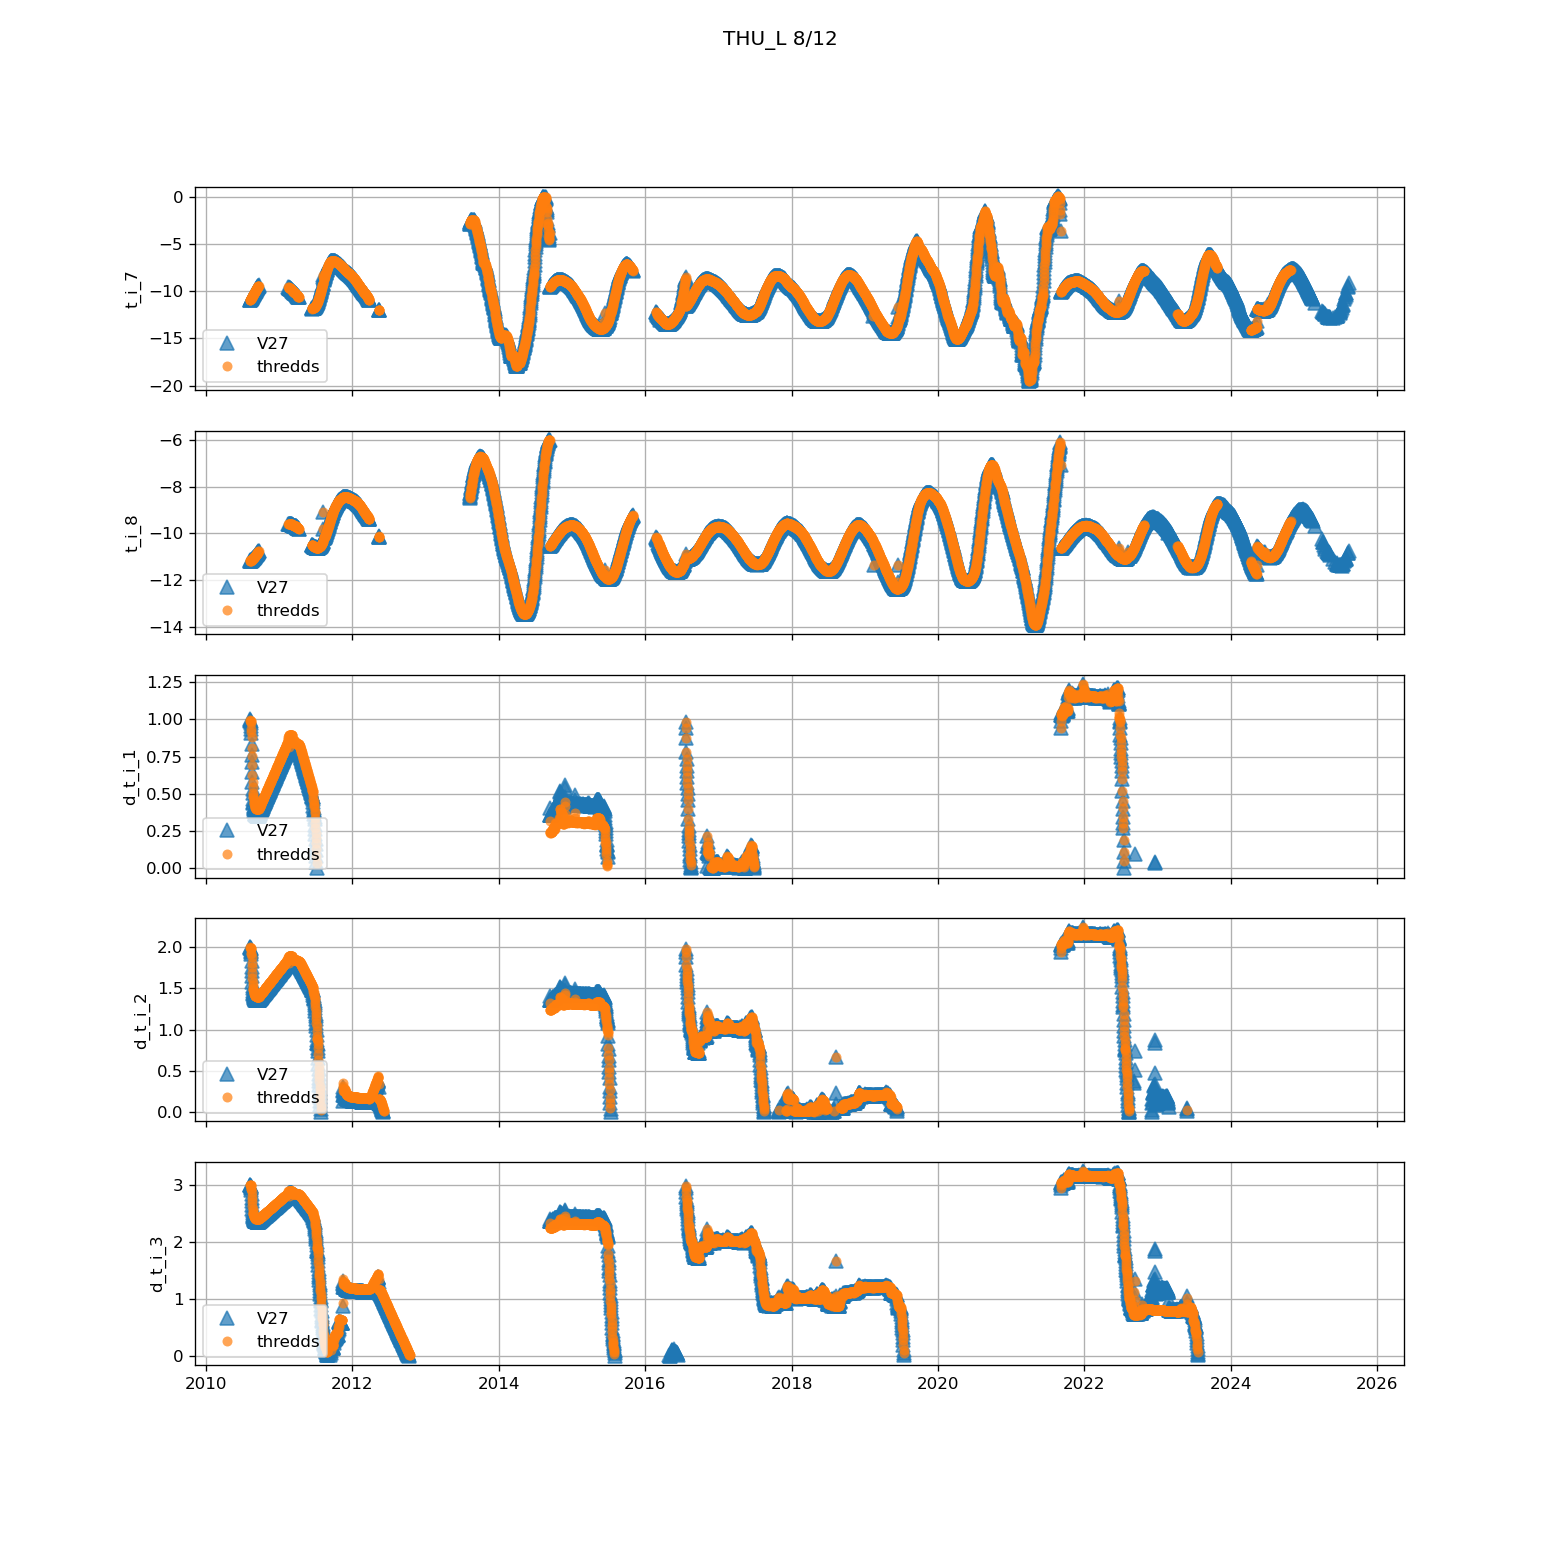 THU_L 8/12
0
−5
−10
−15
−20
t_i_7
V27
thredds
−6
−8
−10
−12
−14
t_i_8
V27
thredds
1.25
1.00
0.75
0.50
0.25
0.00
d_t_i_1
V27
thredds
2.0
1.5
1.0
0.5
0.0
d_t_i_2
V27
thredds
3
2
1
0
d_t_i_3
V27
thredds
2010 2012 2014 2016 2018 2020 2022 2024 2026